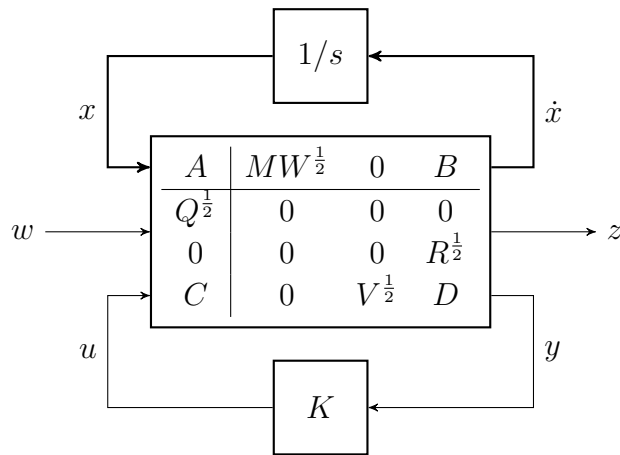 1/s
x
ẋ
A MW^{1/2} 0 B
Q^{1/2} 0 0 0
w
z
0 0 0 R^{1/2}
C 0 V^{1/2} D
u
y
K